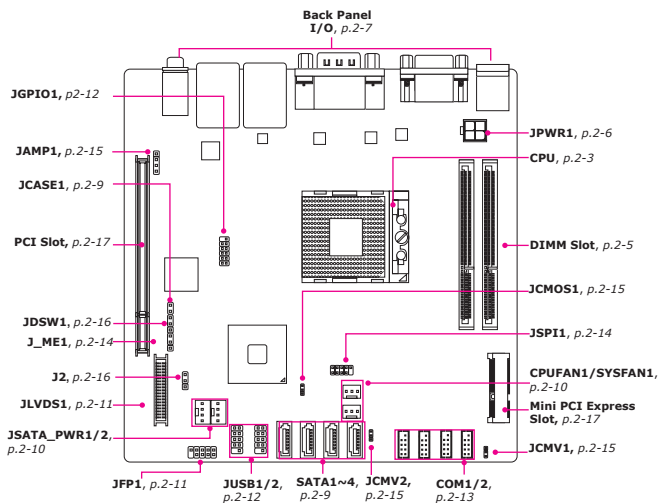 Back Panel
I/O, p.2-7
JGPIO1, p2-12
JAMP1, p.2-15
JCASE1, p.2-9
PCI Slot, p.2-17
JDSW1, p.2-16
J_ME1, p.2-14
J2, p.2-16
JLVDS1, p.2-11
JSATA_PWR1/2,
p.2-10
JFP1, p.2-11
JUSB1/2,
p.2-12
SATA1~4,
p.2-9
JCMV2,
p.2-15
COM1/2,
p.2-13
JPWR1, p.2-6
CPU, p.2-3
DIMM Slot, p.2-5
JCMOS1, p.2-15
JSPI1, p.2-14
CPUFAN1/SYSFAN1,
p.2-10
Mini PCI Express
Slot, p.2-17
JCMV1, p.2-15